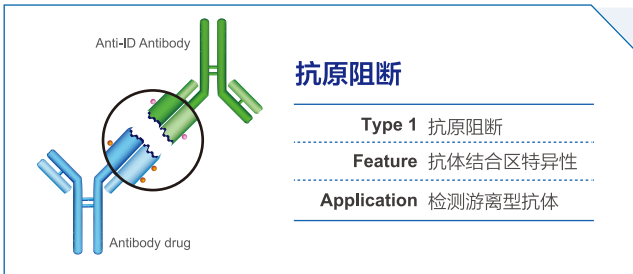 Anti-ID Antibody
抗原阻断
Type 1 抗原阻断
Feature 抗体结合区特异性
Application 检测游离型抗体
Antibody drug